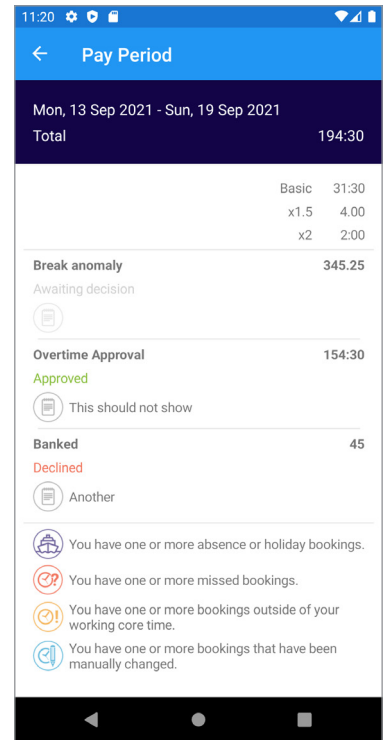 11:20
Pay Period
Mon, 13 Sep 2021 - Sun, 19 Sep 2021
Total 194:30
Basic 31:30
x1.5 4.00
x2 2:00
Break anomaly 345.25
Awaiting decision
Overtime Approval 154:30
Approved
This should not show
Banked 45
Declined
Another
You have one or more absence or holiday bookings.
You have one or more missed bookings.
You have one or more bookings outside of your
working core time.
You have one or more bookings that have been
manually changed.